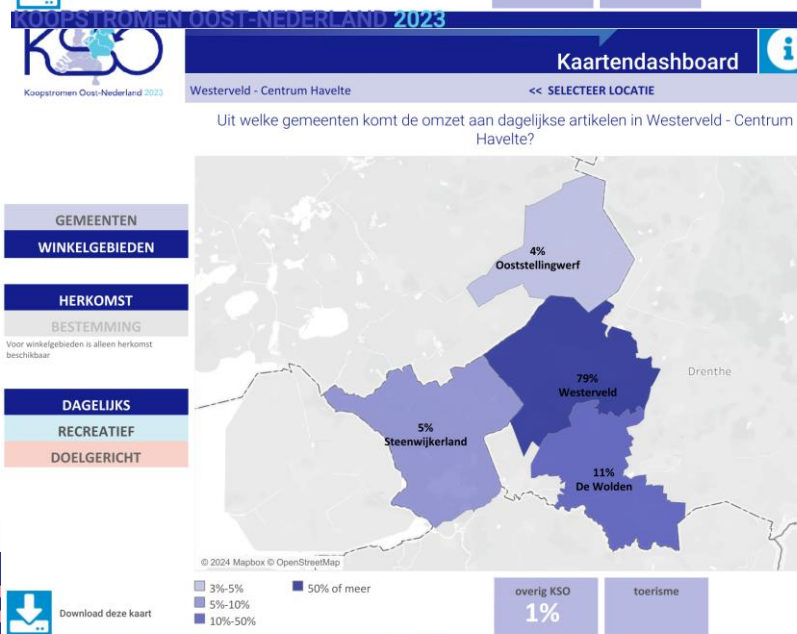 KOOPSTROMEN OOST-NEDERLAND 2023
KSO
Koopstromen Oost-Nederland 2023
Kaartendashboard
i
Westerveld - Centrum Havelte
<< SELECTEER LOCATIE
Uit welke gemeenten komt de omzet aan dagelijkse artikelen in Westerveld - Centrum
Havelte?
GEMEENTEN
WINKELGEBIEDEN
HERKOMST
BESTEMMING
Voor winkelgebieden is alleen herkomst
beschikbaar
DAGELIJKS
RECREATIEF
DOELGERICHT
4%
Ooststellingwerf
79%
Westerveld
Drenthe
5%
Steenwijkerland
11%
De Wolden
© 2024 Mapbox © OpenStreetMap
3%-5%
5%-10%
10%-50%
50% of meer
overig KSO
1%
toerisme
Download deze kaart